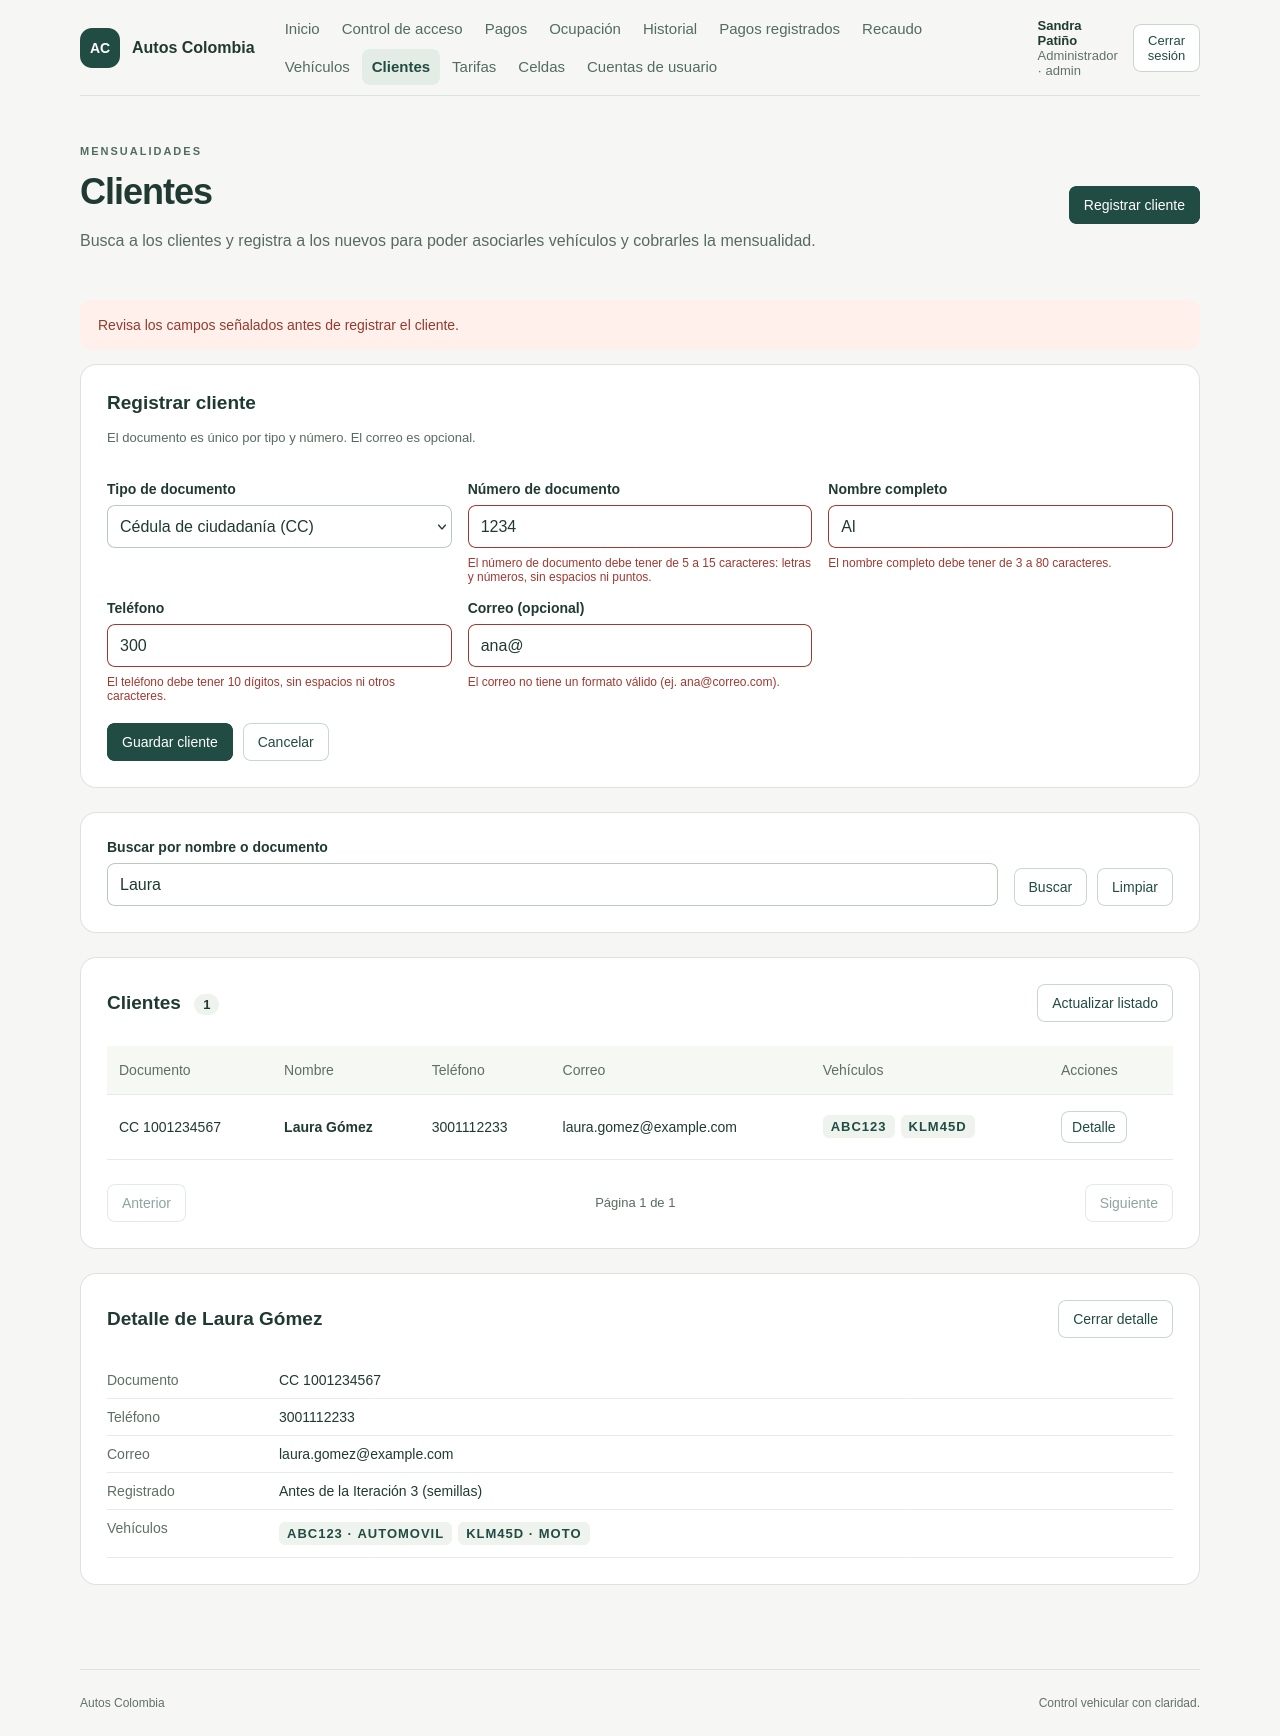 AC
Autos Colombia
Inicio
Control de acceso
Pagos
Ocupación
Historial
Pagos registrados
Recaudo
Vehículos
Clientes
Tarifas
Celdas
Cuentas de usuario
Sandra
Patiño
Administrador
· admin
Cerrar
sesión
MENSUALIDADES
Clientes
Registrar cliente
Busca a los clientes y registra a los nuevos para poder asociarles vehículos y cobrarles la mensualidad.
Revisa los campos señalados antes de registrar el cliente.
Registrar cliente
El documento es único por tipo y número. El correo es opcional.
Tipo de documento
Cédula de ciudadanía (CC)
Número de documento
1234
El número de documento debe tener de 5 a 15 caracteres: letras
y números, sin espacios ni puntos.
Nombre completo
Al
El nombre completo debe tener de 3 a 80 caracteres.
Teléfono
300
El teléfono debe tener 10 dígitos, sin espacios ni otros
caracteres.
Correo (opcional)
ana@
El correo no tiene un formato válido (ej. ana@correo.com).
Guardar cliente
Cancelar
Buscar por nombre o documento
Laura
Buscar
Limpiar
Clientes 1
Actualizar listado
Documento Nombre Teléfono Correo Vehículos Acciones
CC 1001234567 Laura Gómez 3001112233 laura.gomez@example.com ABC123 KLM45D Detalle
Anterior
Página 1 de 1
Siguiente
Detalle de Laura Gómez
Cerrar detalle
Documento CC 1001234567
Teléfono 3001112233
Correo laura.gomez@example.com
Registrado Antes de la Iteración 3 (semillas)
Vehículos ABC123 · AUTOMOVIL KLM45D · MOTO
Autos Colombia
Control vehicular con claridad.